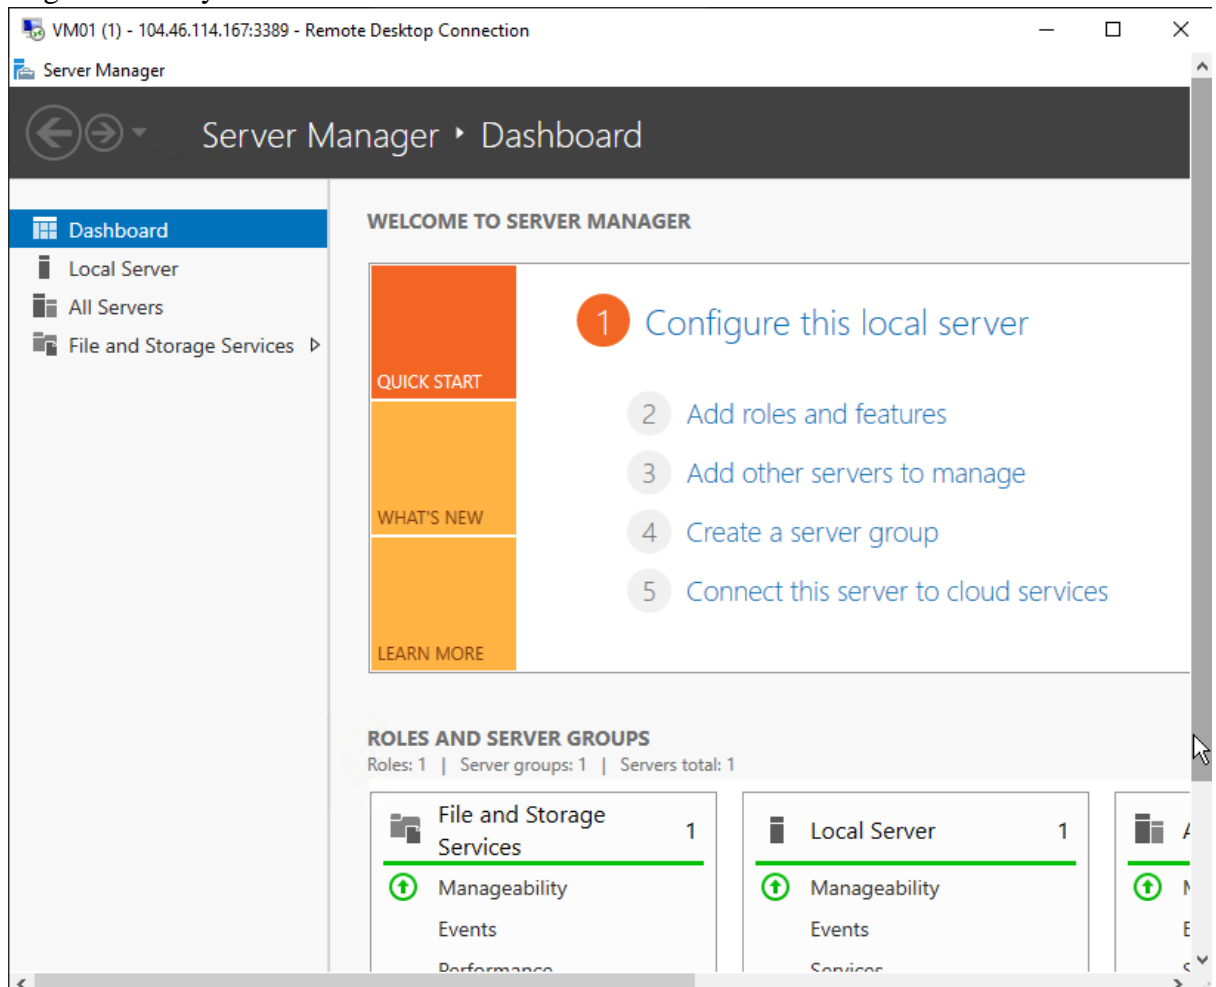 VM01 (1) - 104.46.114.167:3389 - Remote Desktop Connection
Server Manager
Server Manager ‣ Dashboard
Dashboard
Local Server
All Servers
File and Storage Services
WELCOME TO SERVER MANAGER
QUICK START
WHAT'S NEW
LEARN MORE
1 Configure this local server
2 Add roles and features
3 Add other servers to manage
4 Create a server group
5 Connect this server to cloud services
ROLES AND SERVER GROUPS
Roles: 1 | Server groups: 1 | Servers total: 1
File and Storage
Services
1
Manageability
Events
Performance
Local Server 1
Manageability
Events
Services